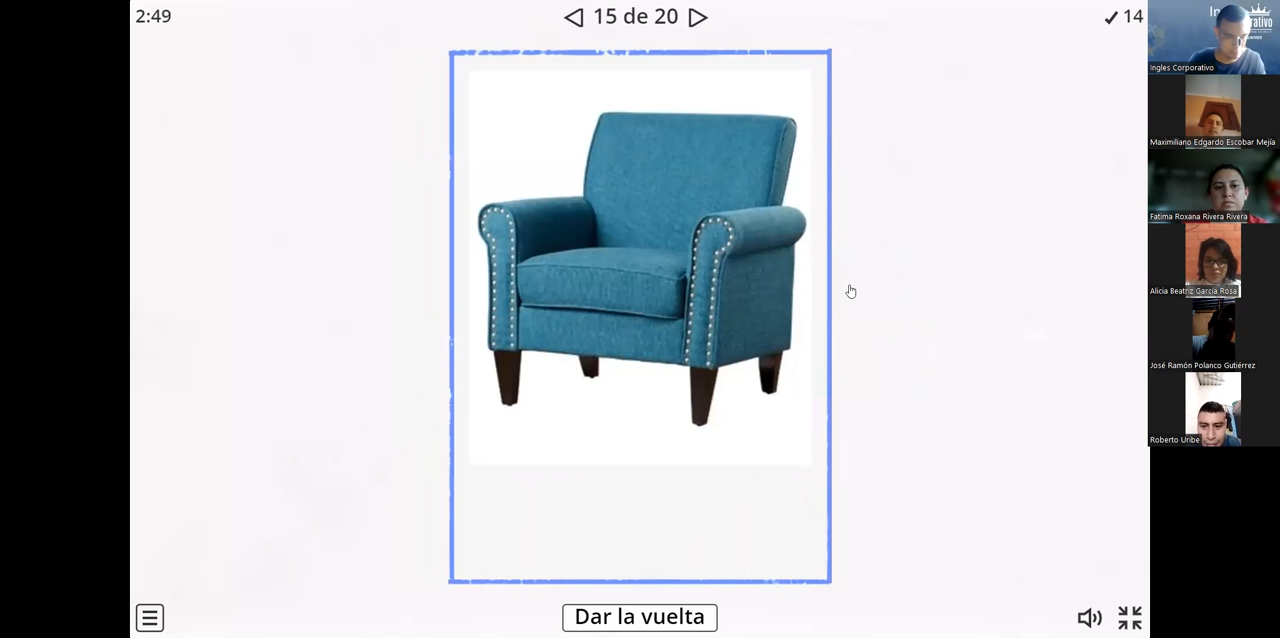 2:49
15 de 20
14
Ingles Corporativo
Maximiliano Edgardo Escobar Mejía
Fatima Roxana Rivera Rivera
Alicia Beatriz García Rosa
José Ramón Polanco Gutiérrez
Roberto Uribe
Dar la vuelta